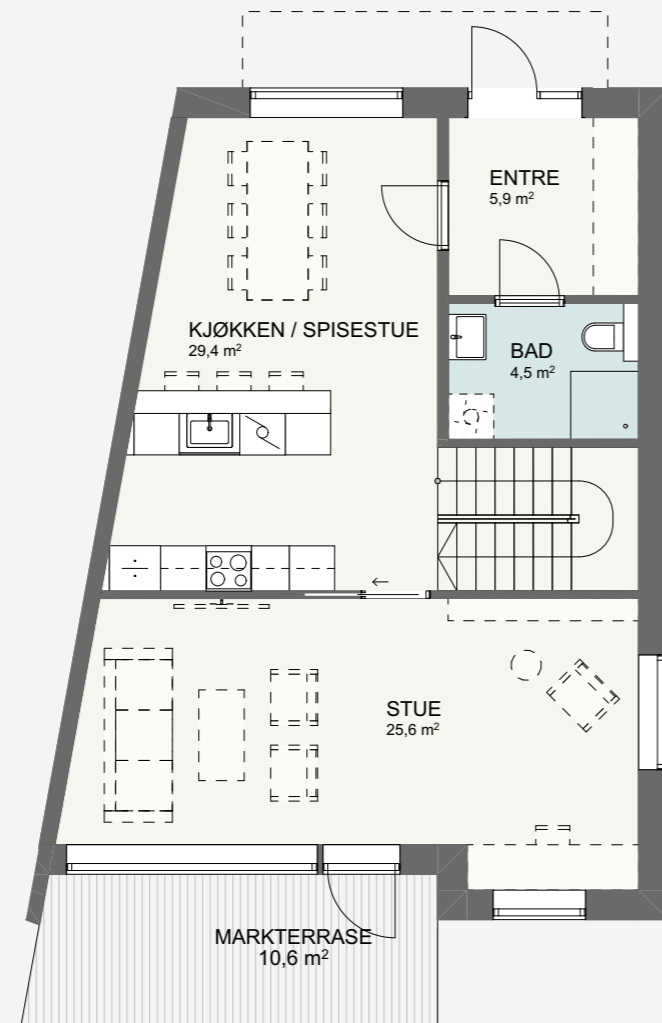 ENTRE
5,9 m²
KJØKKEN / SPISESTUE
29,4 m²
BAD
4,5 m²
STUE
25,6 m²
MARKTERRASE
10,6 m²